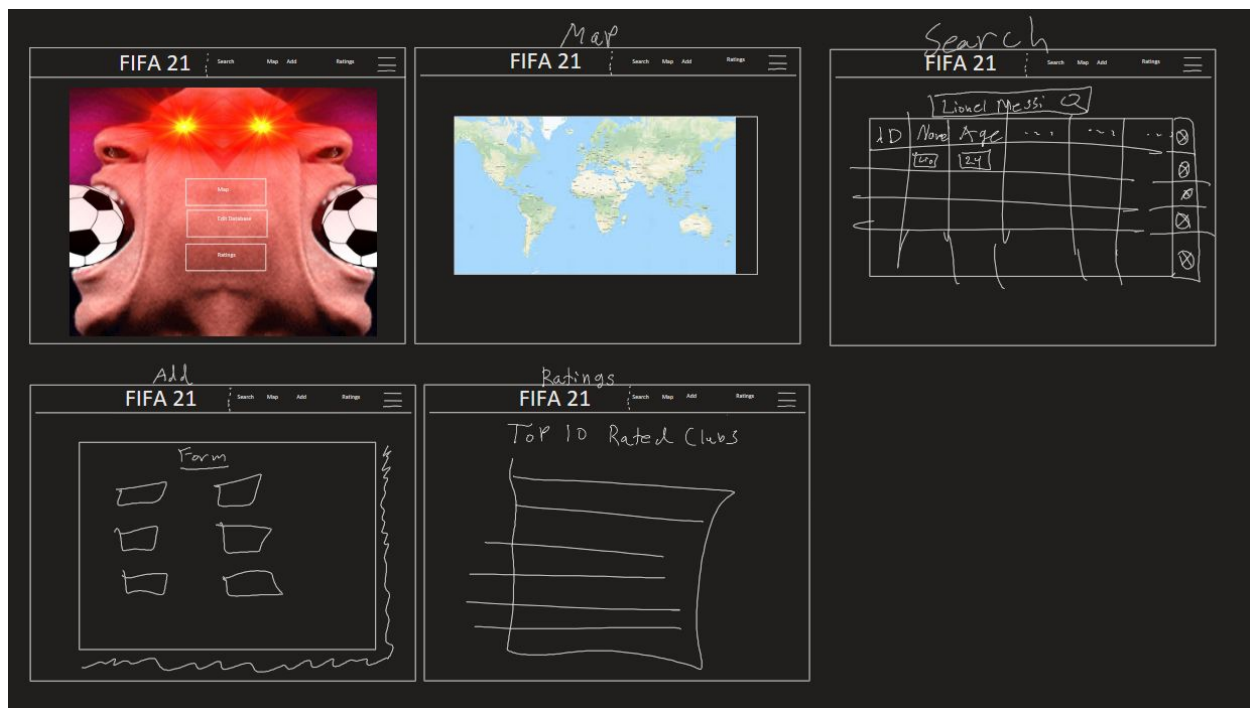 Map
Search
FIFA 21 Search Map Add Ratings
Map
Edit Database
Ratings
FIFA 21 Search Map Add Ratings
FIFA 21 Search Map Add Ratings
Lionel Messi
ID Name Age ... ... ...
24
Add
Ratings
FIFA 21 Search Map Add Ratings
Form
FIFA 21 Search Map Add Ratings
Top 10 Rated Clubs